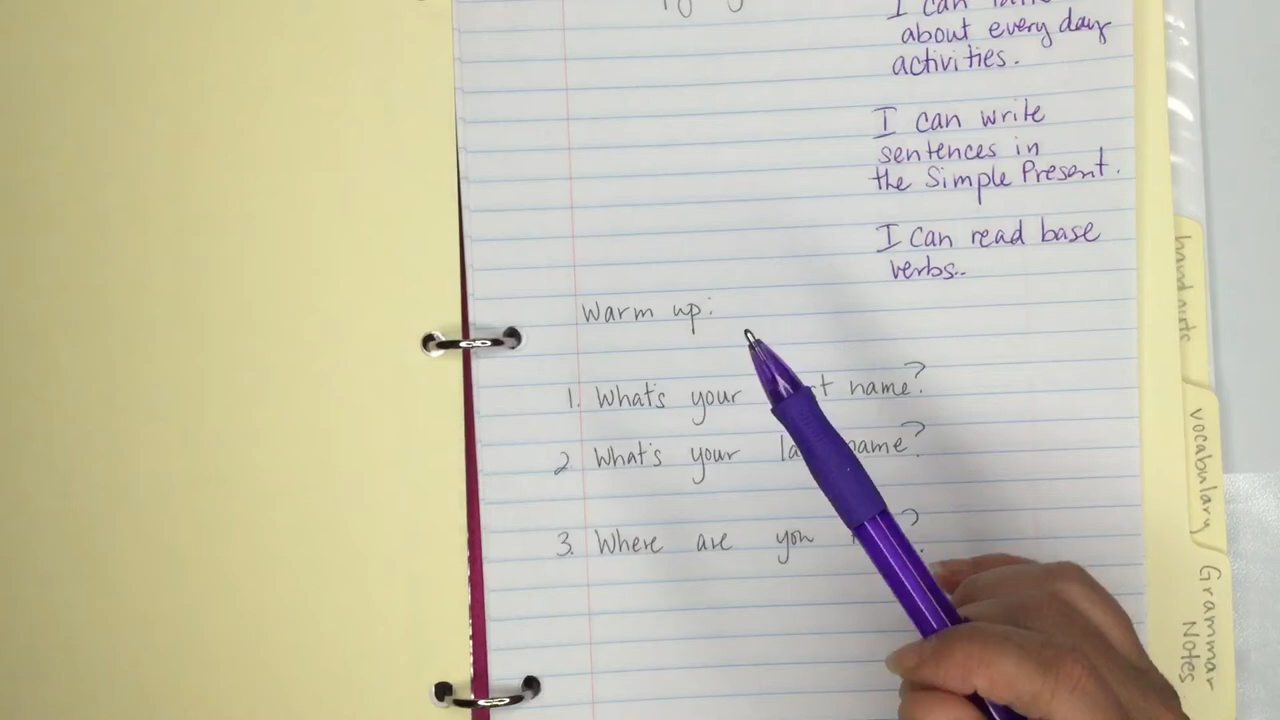 I can
about every day
activities.
I can write
sentences in
the Simple Present.
I can read base
verbs..
Warm up:
1. What's your name?
2 What's your name?
3. Where are you ?
handouts
vocabulary
Grammar
Notes